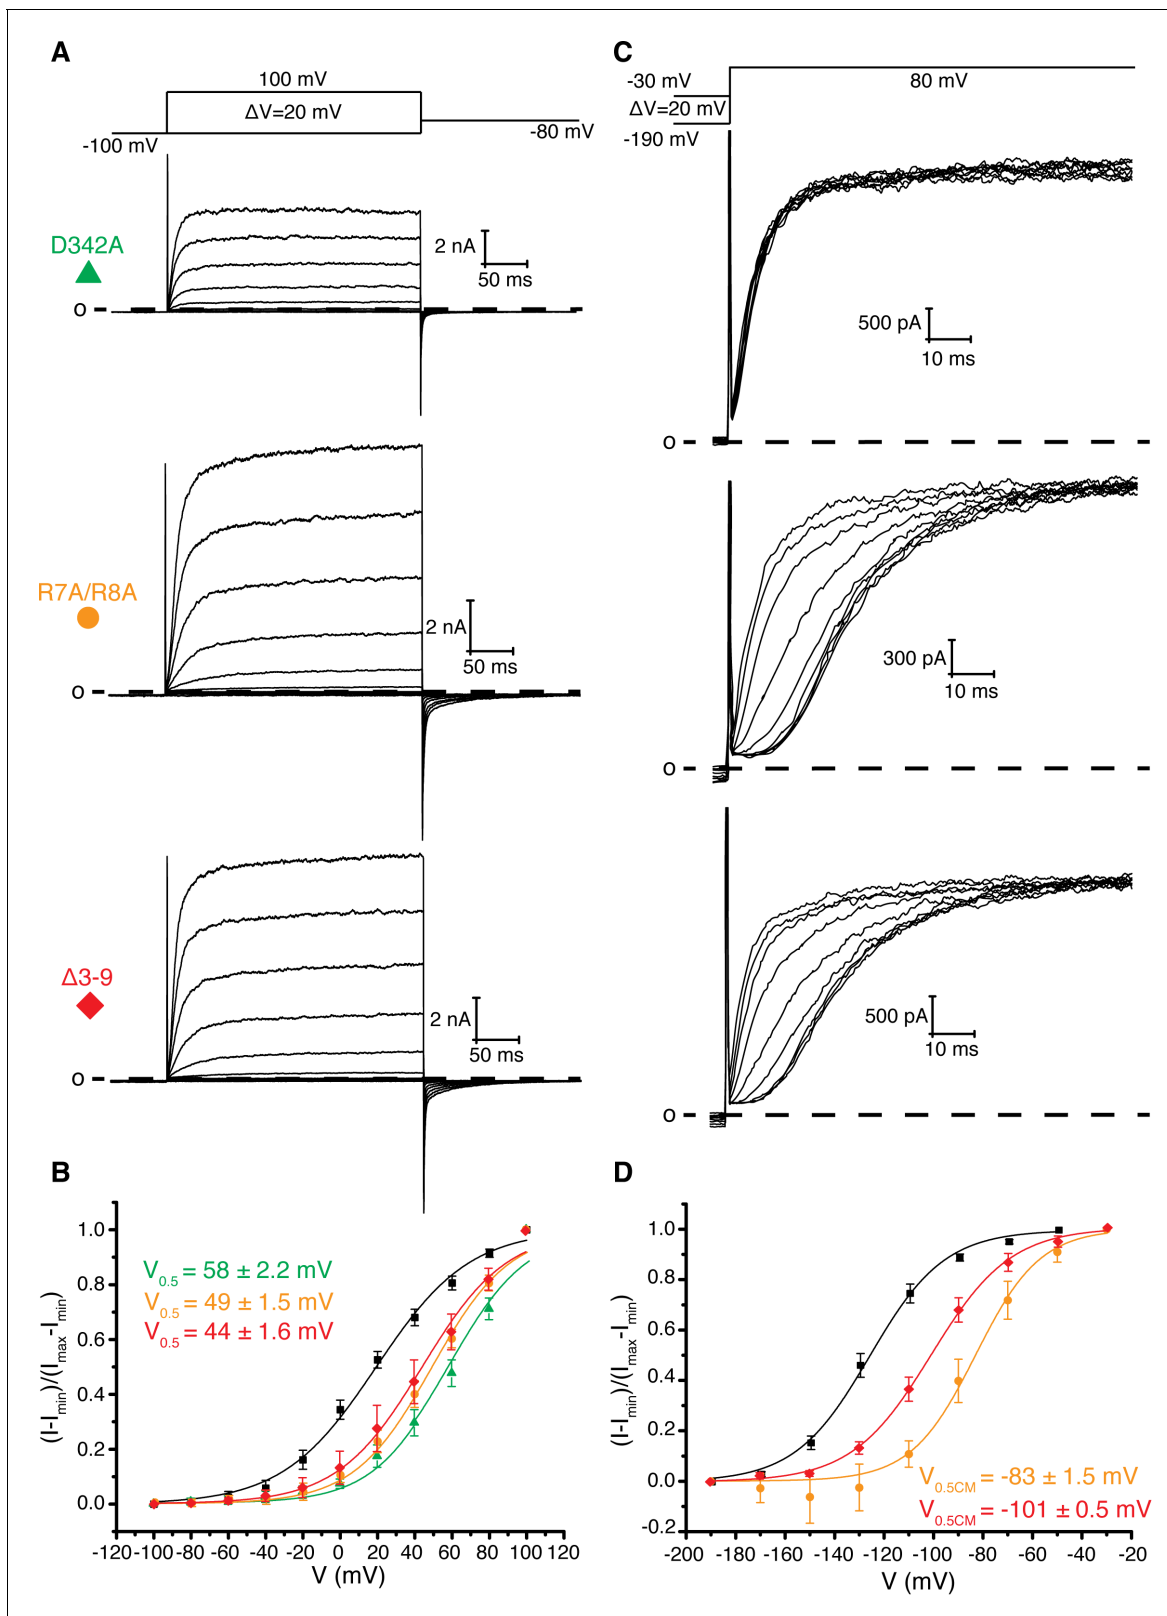 A
100 mV
ΔV=20 mV
-100 mV
-80 mV
D342A
2 nA
50 ms
0
R7A/R8A
2 nA
50 ms
0
Δ3-9
2 nA
50 ms
0
C
-30 mV
80 mV
ΔV=20 mV
-190 mV
500 pA
10 ms
0
300 pA
10 ms
0
500 pA
10 ms
0
B
1.0
0.8
0.6
0.4
0.2
0.0
(I-Imin)/(Imax-Imin)
V0.5 = 58 ± 2.2 mV
V0.5 = 49 ± 1.5 mV
V0.5 = 44 ± 1.6 mV
-120 -100 -80 -60 -40 -20 0 20 40 60 80 100 120
V (mV)
D
1.0
0.8
0.6
0.4
0.2
0.0
-0.2
(I-Imin)/(Imax-Imin)
V0.5CM = -83 ± 1.5 mV
V0.5CM = -101 ± 0.5 mV
-200 -180 -160 -140 -120 -100 -80 -60 -40 -20
V (mV)